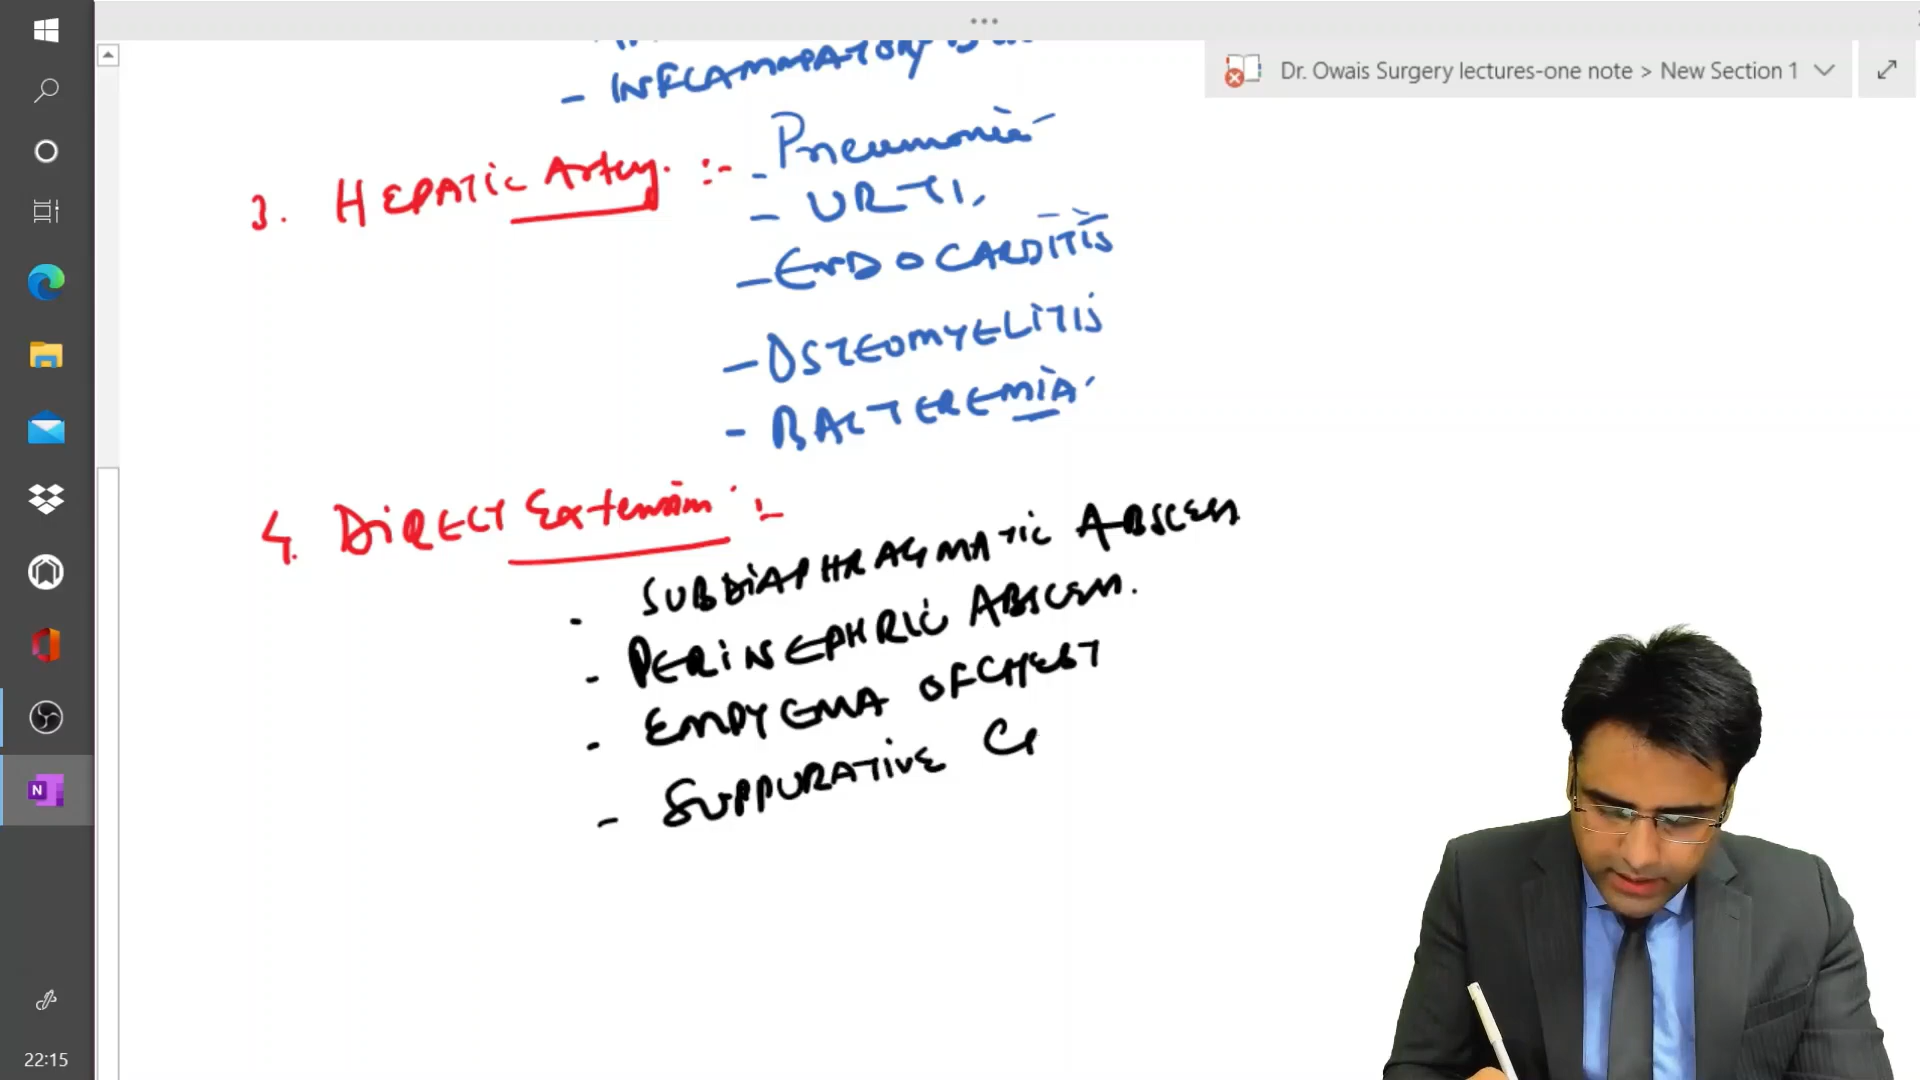 - INFLAMMATORY
Dr. Owais Surgery lectures-one note > New Section 1
3. HEPATIC Artery. :-
- Pneumonia
- URTI,
- ENDOCARDITIS
- OSTEOMYELITIS
- BACTEREMIA
4. DIRECT Extension :-
- SUBDIAPHRAGMATIC ABSCESS
- PERINEPHRIC ABSCESS.
- EMPYEMA OF CHEST
- SUPPURATIVE
N
22:15